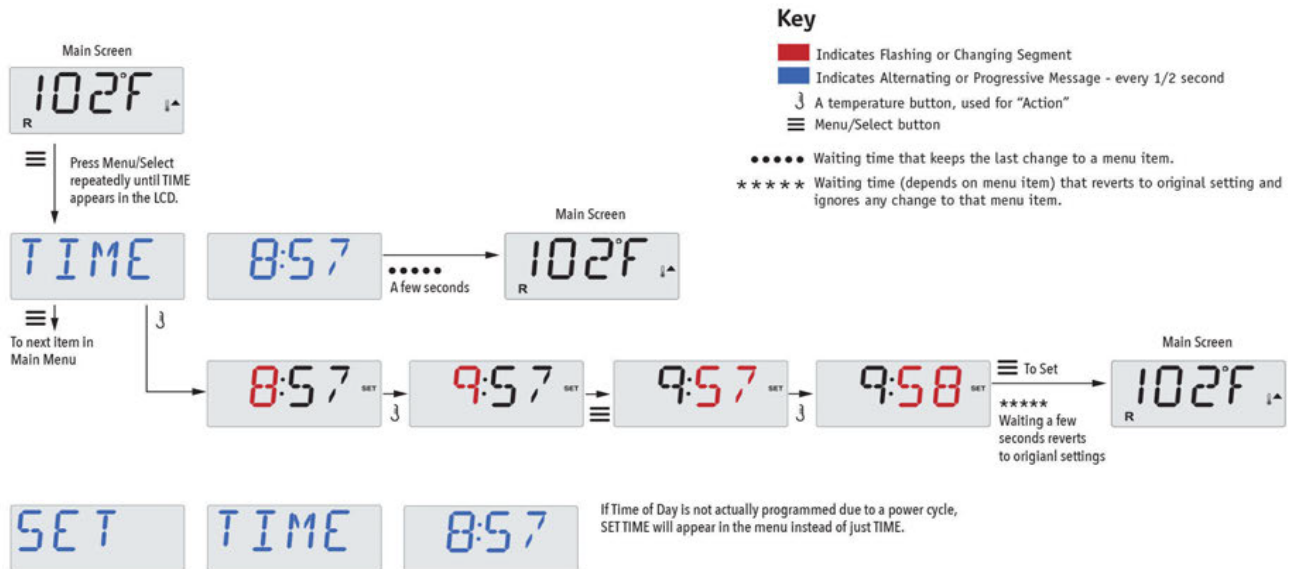 Key
Indicates Flashing or Changing Segment
Indicates Alternating or Progressive Message - every 1/2 second
A temperature button, used for “Action”
Menu/Select button
••••• Waiting time that keeps the last change to a menu item.
***** Waiting time (depends on menu item) that reverts to original setting and
ignores any change to that menu item.
Main Screen
102°F
R
Press Menu/Select
repeatedly until TIME
appears in the LCD.
TIME
8:57
•••••
A few seconds
Main Screen
102°F
R
To next item in
Main Menu
8:57 SET
9:57 SET
9:57 SET
9:58 SET
To Set
*****
Waiting a few
seconds reverts
to origianl settings
Main Screen
102°F
R
SET
TIME
8:57
If Time of Day is not actually programmed due to a power cycle,
SET TIME will appear in the menu instead of just TIME.